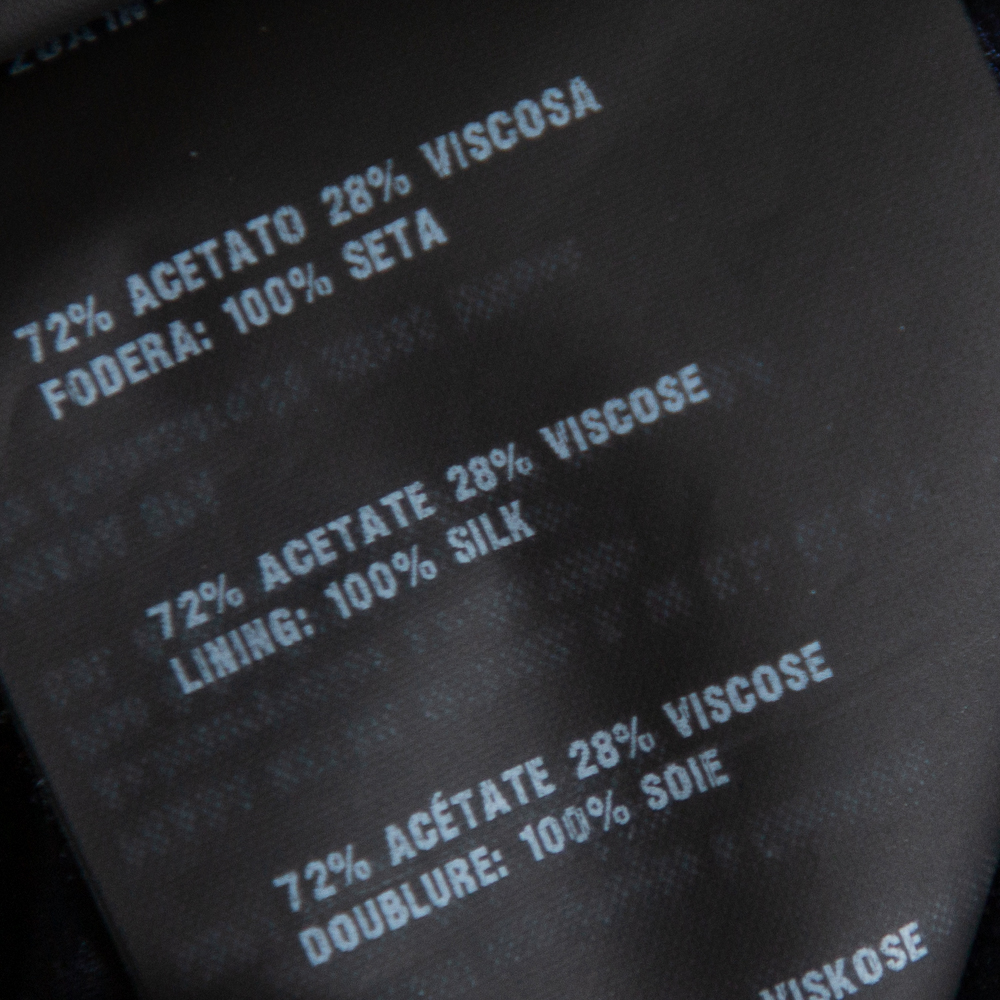 72% ACETATO 28% VISCOSA
FODERA: 100% SETA
72% ACETATE 28% VISCOSE
LINING: 100% SILK
72% ACÉTATE 28% VISCOSE
DOUBLURE: 100% SOIE
VISKOSE